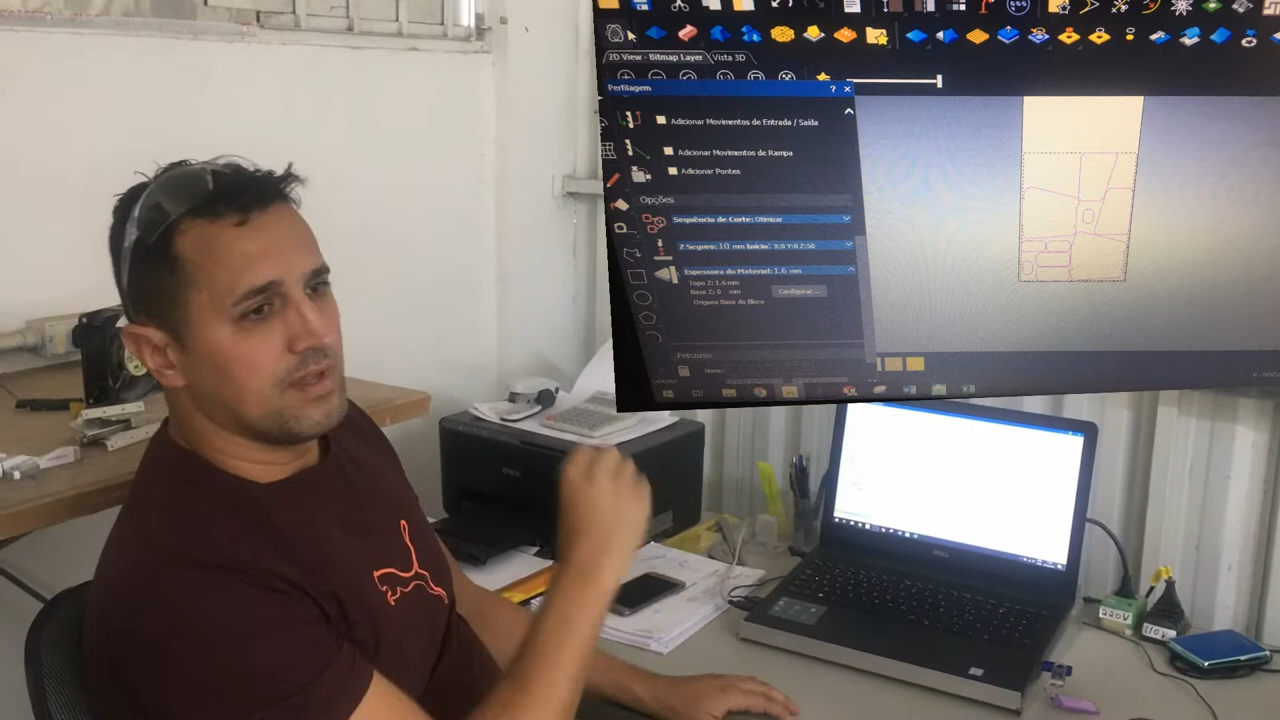 2D View - Bitmap Layer
Vista 3D
Perfilagem
? ×
Adicionar Movimentos de Entrada / Saída
Adicionar Movimentos de Rampa
Adicionar Pontes
Opções
Sequência de Corte: Otimizar
Z Seguro: 10 mm Início: X:0 Y:0 Z:50
Espessura do Material: 1.6 mm
Topo Z: 1.6 mm
Base Z: 0 mm
Configurar...
Origem: Base do Bloco
Percurso
EPSON
DELL
220V
110V